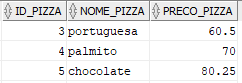 ID_PIZZA NOME_PIZZA PRECO_PIZZA
3 portuguesa 60.5
4 palmito 70
5 chocolate 80.25